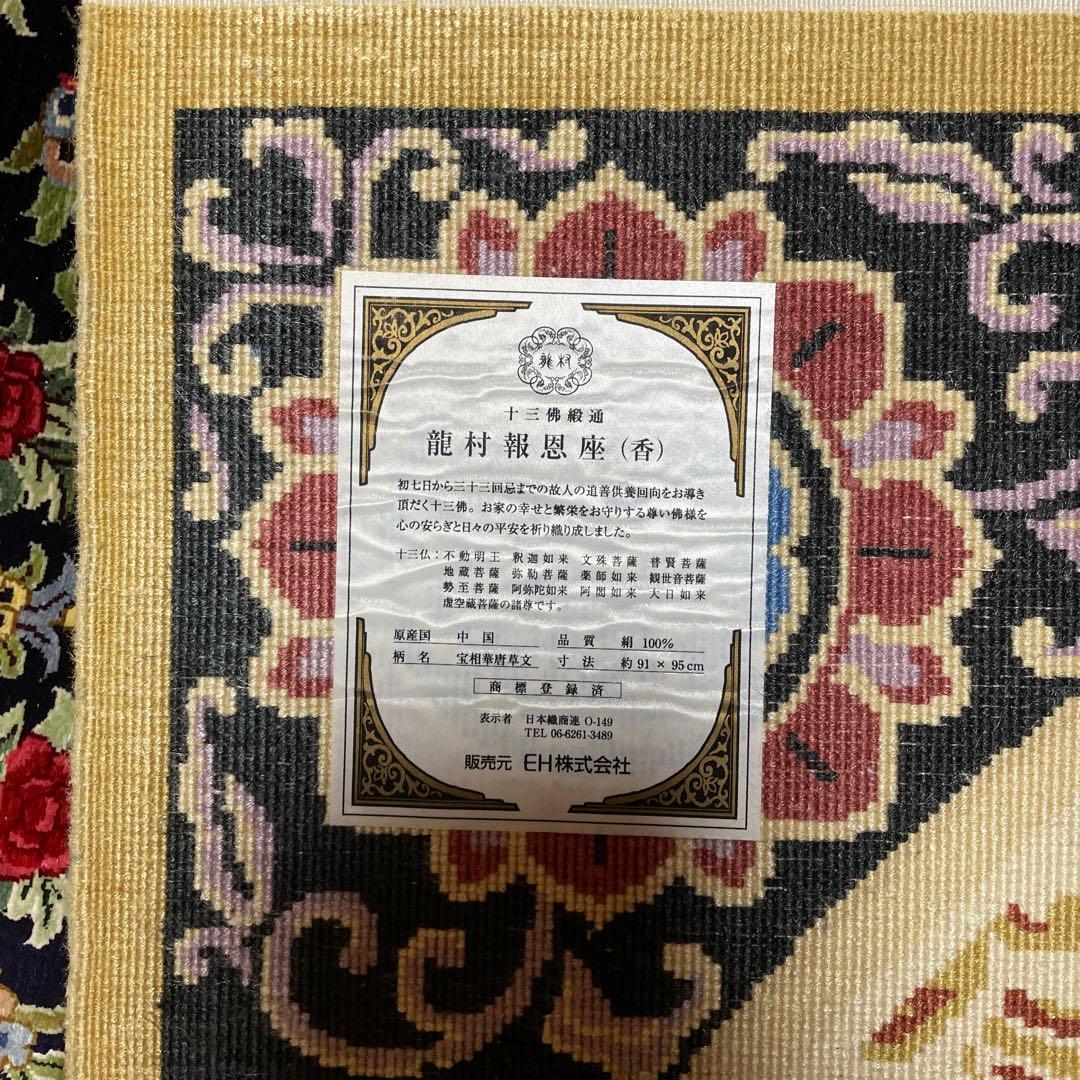 龍村
十三佛緞通
龍村報恩座(香)
初七日から三十三回忌までの故人の追善供養回向をお導き
頂だく十三佛。お家の幸せと繁栄をお守りする尊い佛様を
心の安らぎと日々の平安を祈り織り成しました。
十三仏:不動明王 釈迦如来 文殊菩薩 普賢菩薩
地蔵菩薩 弥勒菩薩 薬師如来 観世音菩薩
勢至菩薩 阿弥陀如来 阿閦如来 大日如来
虚空蔵菩薩の諸尊です。
原産国 中国 品質 絹 100%
柄名 宝相華唐草文 寸法 約 91 × 95 cm
商標登録済
表示者 日本繊商連 O-149
TEL 06-6261-3489
販売元 EH株式会社